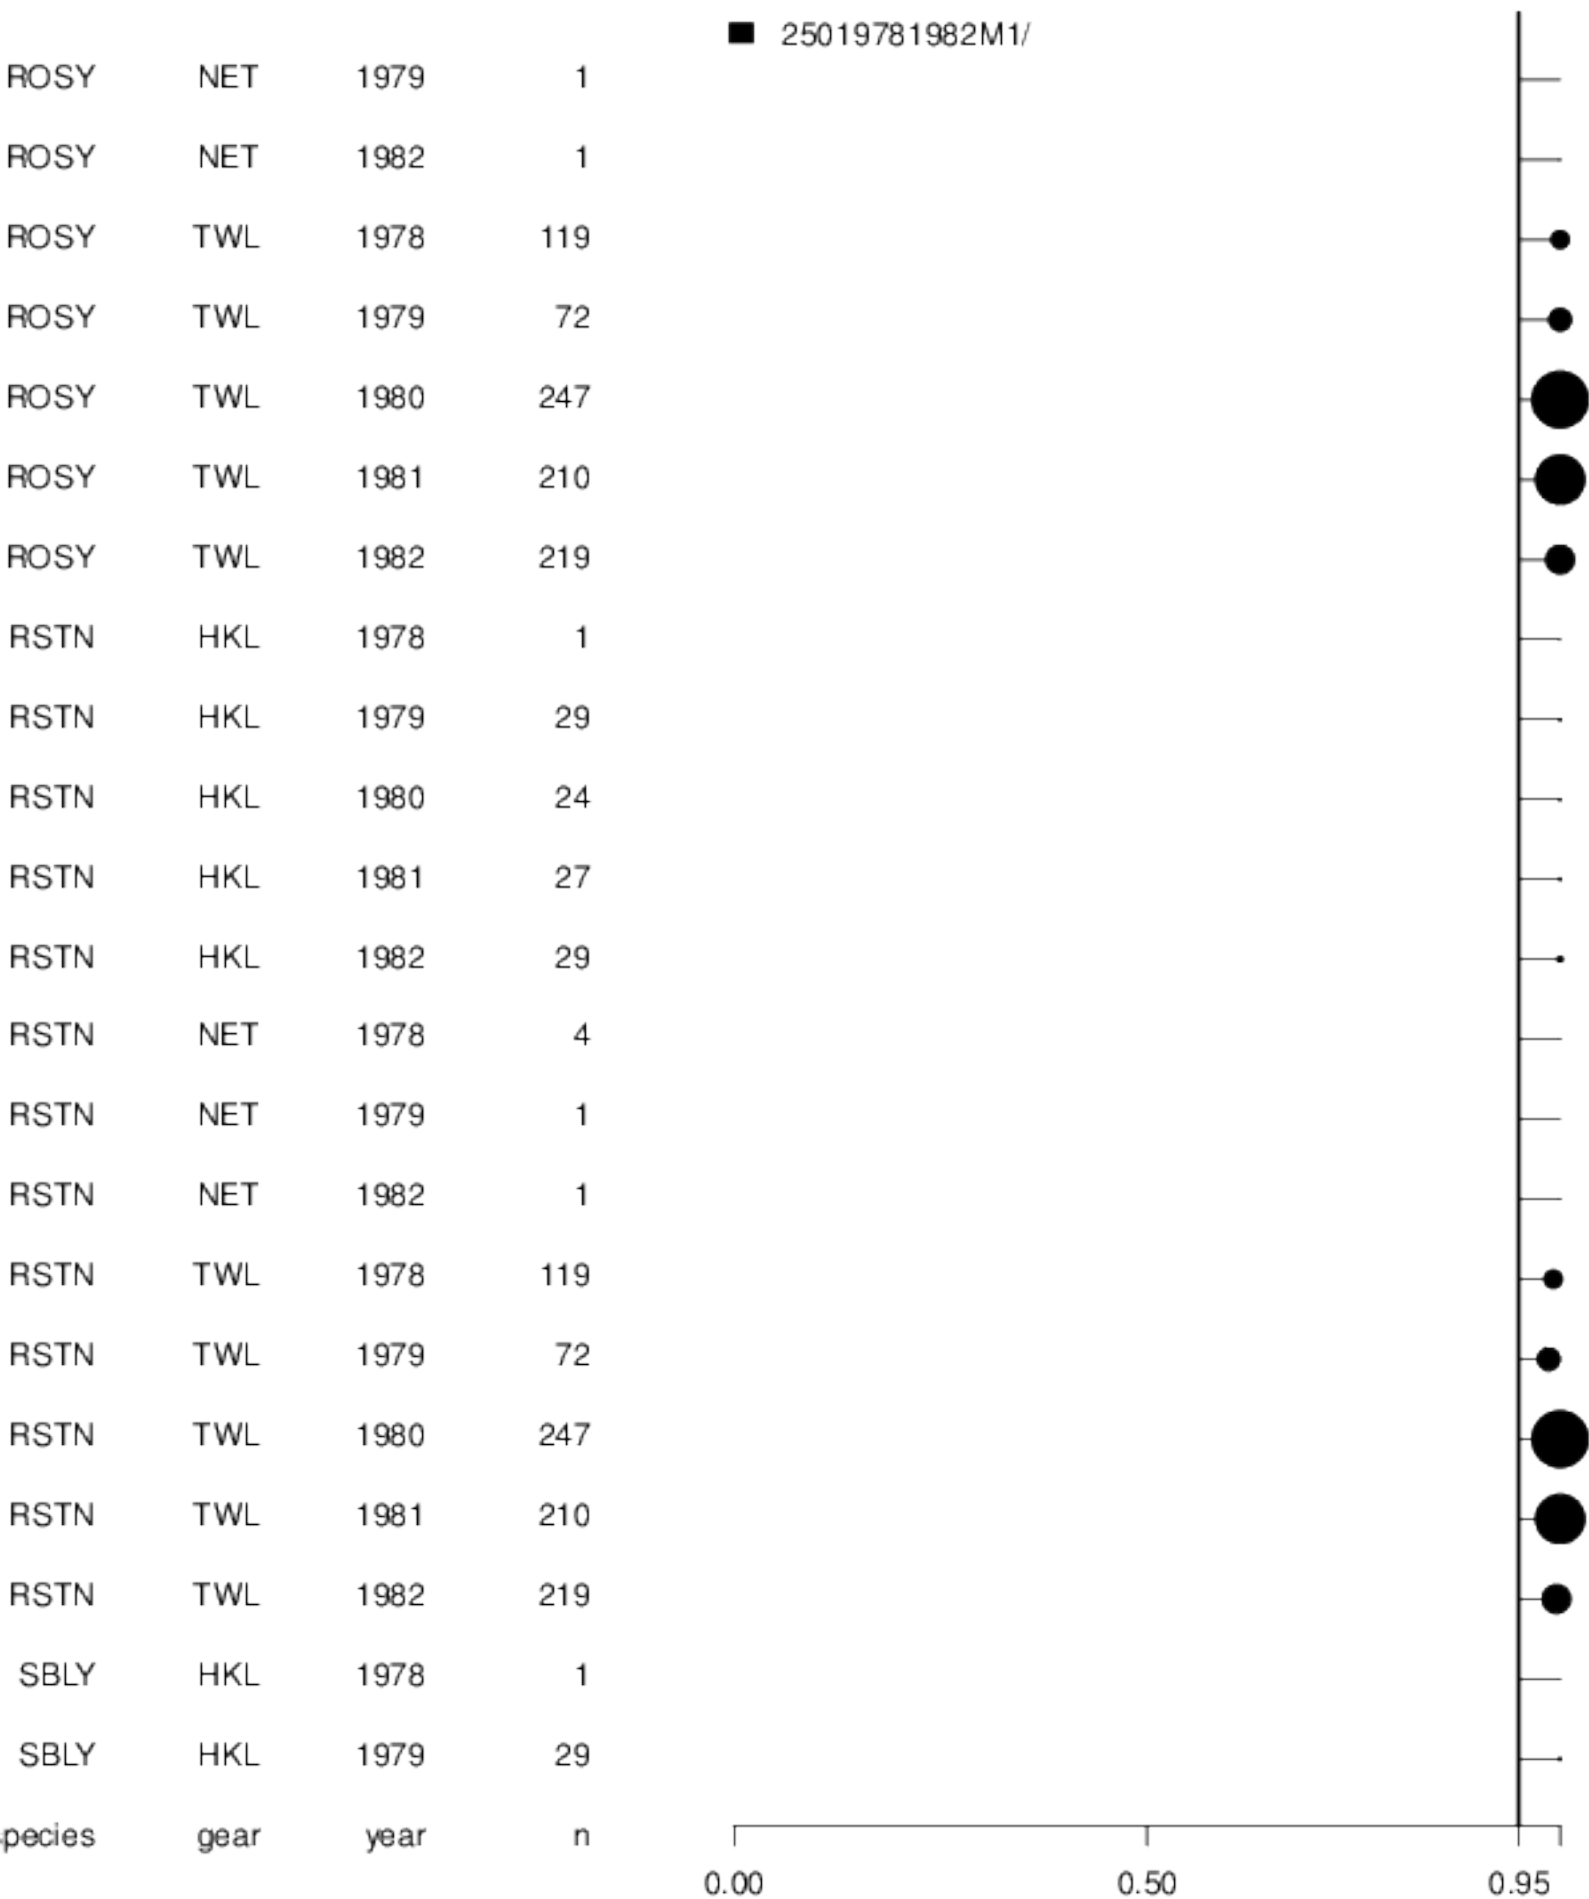 25019781982M1/
ROSY NET 1979 1
ROSY NET 1982 1
ROSY TWL 1978 119
ROSY TWL 1979 72
ROSY TWL 1980 247
ROSY TWL 1981 210
ROSY TWL 1982 219
RSTN HKL 1978 1
RSTN HKL 1979 29
RSTN HKL 1980 24
RSTN HKL 1981 27
RSTN HKL 1982 29
RSTN NET 1978 4
RSTN NET 1979 1
RSTN NET 1982 1
RSTN TWL 1978 119
RSTN TWL 1979 72
RSTN TWL 1980 247
RSTN TWL 1981 210
RSTN TWL 1982 219
SBLY HKL 1978 1
SBLY HKL 1979 29
pecies gear year n
0.00 0.50 0.95